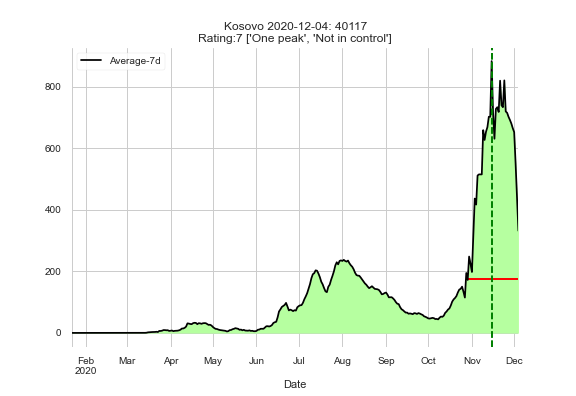 Kosovo 2020-12-04: 40117
Rating:7 ['One peak', 'Not in control']
Average-7d
800
600
400
200
0
Feb Mar Apr May Jun Jul Aug Sep Oct Nov Dec
2020
Date